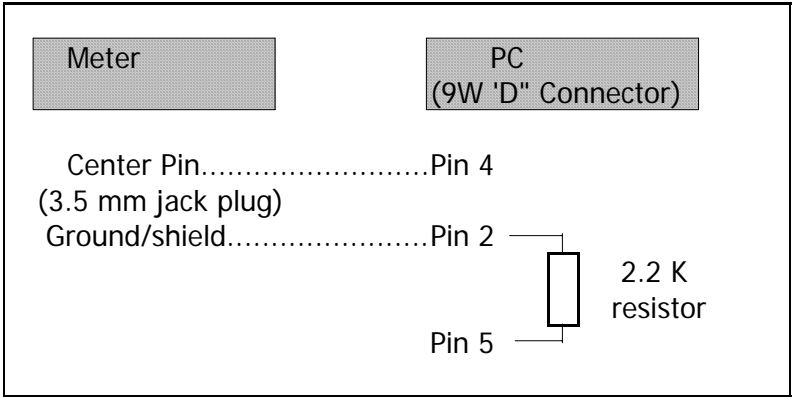 Meter
PC
(9W 'D" Connector)
Center Pin..........................Pin 4
(3.5 mm jack plug)
Ground/shield.......................Pin 2
2.2 K
resistor
Pin 5